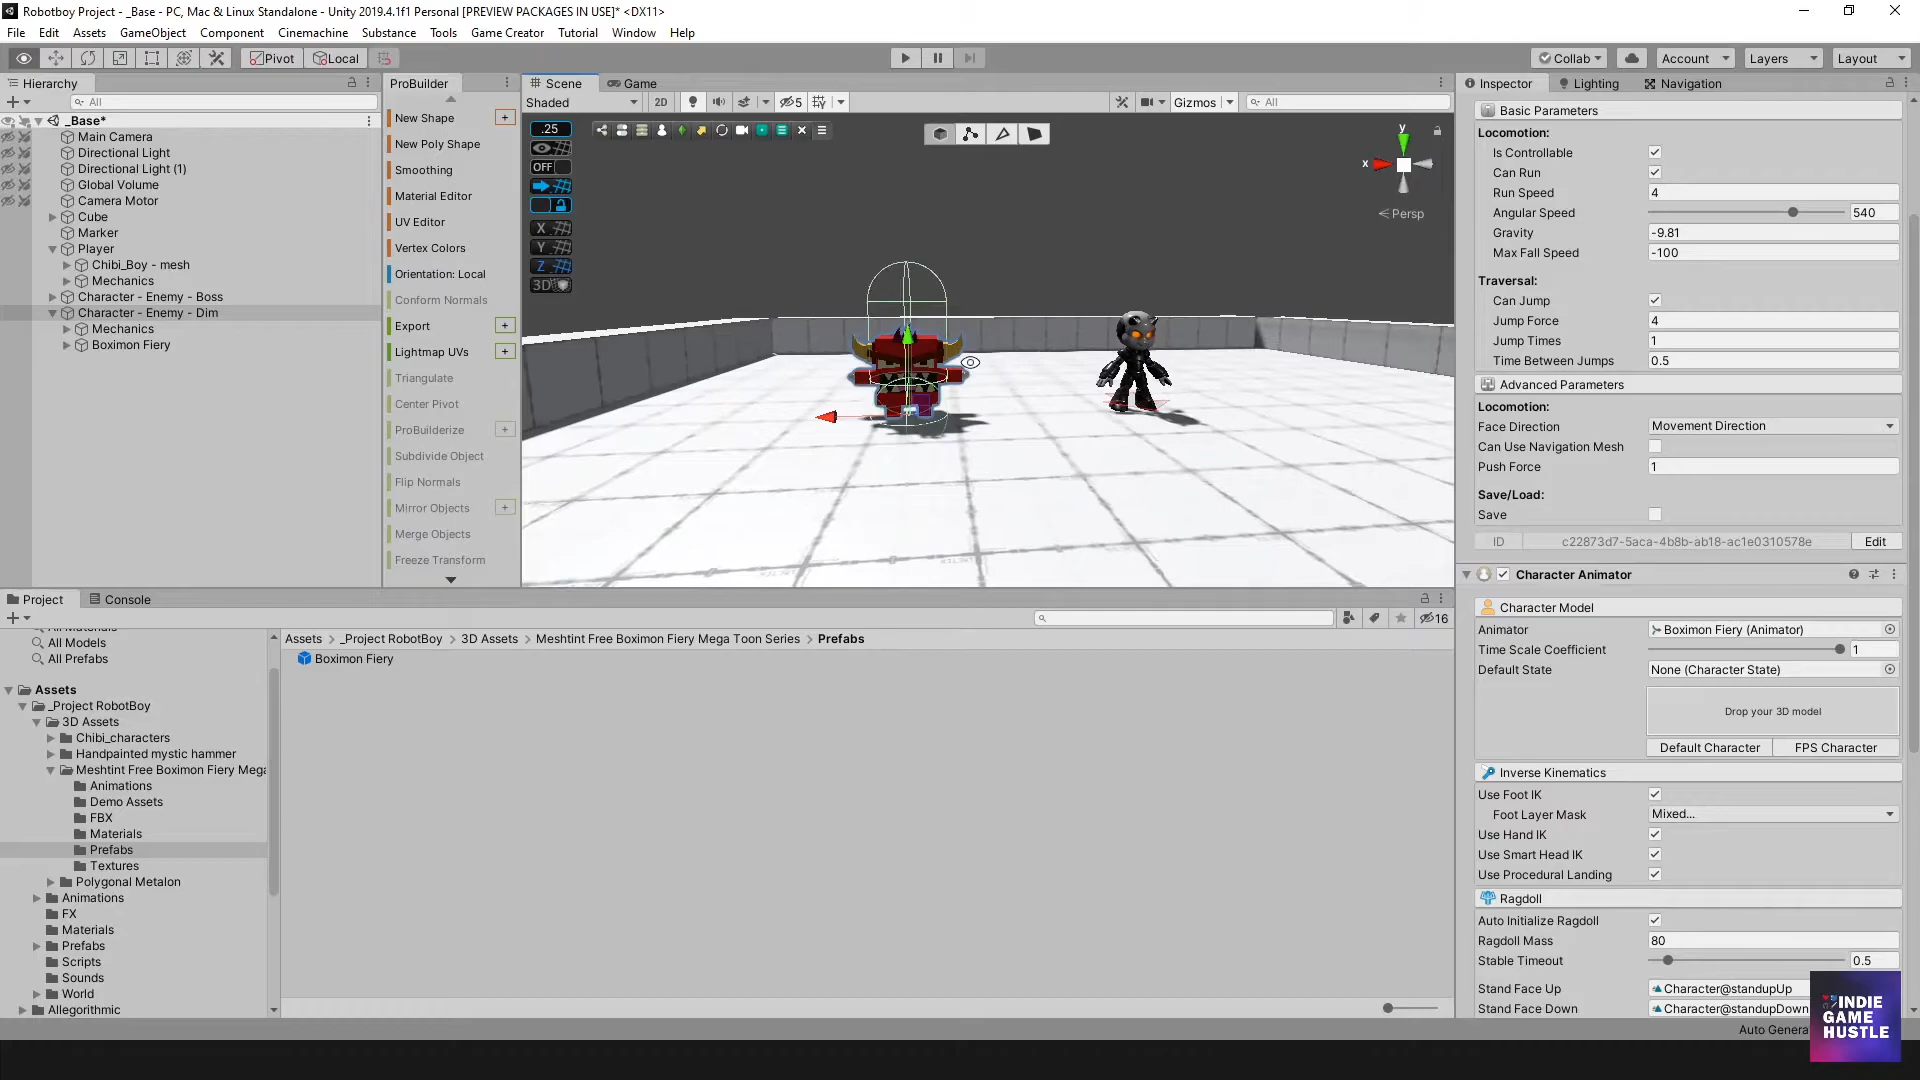 Robotboy Project - _Base - PC, Mac & Linux Standalone - Unity 2019.4.1f1 Personal [PREVIEW PACKAGES IN USE]* <DX11>
File Edit Assets GameObject Component Cinemachine Substance Tools Game Creator Tutorial Window Help
Pivot Local Collab Account Layers Layout
Hierarchy
All
_Base*
Main Camera
Directional Light
Directional Light (1)
Global Volume
Camera Motor
Cube
Marker
Player
Chibi_Boy - mesh
Mechanics
Character - Enemy - Boss
Character - Enemy - Dim
Mechanics
Boximon Fiery
ProBuilder
New Shape +
New Poly Shape
Smoothing
Material Editor
UV Editor
Vertex Colors
Orientation: Local
Conform Normals
Export +
Lightmap UVs +
Triangulate
Center Pivot
ProBuilderize +
Subdivide Object
Flip Normals
Mirror Objects +
Merge Objects
Freeze Transform
Scene Game
Shaded 2D 5 Gizmos All
.25
OFF
X
Y
Z
3D
y
x
Persp
Inspector Lighting Navigation
Basic Parameters
Locomotion:
Is Controllable
Can Run
Run Speed 4
Angular Speed 540
Gravity -9.81
Max Fall Speed -100
Traversal:
Can Jump
Jump Force 4
Jump Times 1
Time Between Jumps 0.5
Advanced Parameters
Locomotion:
Face Direction Movement Direction
Can Use Navigation Mesh
Push Force 1
Save/Load:
Save
ID c22873d7-5aca-4b8b-ab18-ac1e0310578e Edit
Character Animator
Character Model
Animator Boximon Fiery (Animator)
Time Scale Coefficient 1
Default State None (Character State)
Drop your 3D model
Default Character FPS Character
Inverse Kinematics
Use Foot IK
Foot Layer Mask Mixed...
Use Hand IK
Use Smart Head IK
Use Procedural Landing
Ragdoll
Auto Initialize Ragdoll
Ragdoll Mass 80
Stable Timeout 0.5
Stand Face Up Character@standupUp
Stand Face Down Character@standupDown
Auto Genera
INDIE
GAME
HUSTLE
Project Console
16
All Materials
All Models
All Prefabs
Assets
_Project RobotBoy
3D Assets
Chibi_characters
Handpainted mystic hammer
Meshtint Free Boximon Fiery Mega
Animations
Demo Assets
FBX
Materials
Prefabs
Textures
Polygonal Metalon
Animations
FX
Materials
Prefabs
Scripts
Sounds
World
Allegorithmic
Assets > _Project RobotBoy > 3D Assets > Meshtint Free Boximon Fiery Mega Toon Series > Prefabs
Boximon Fiery